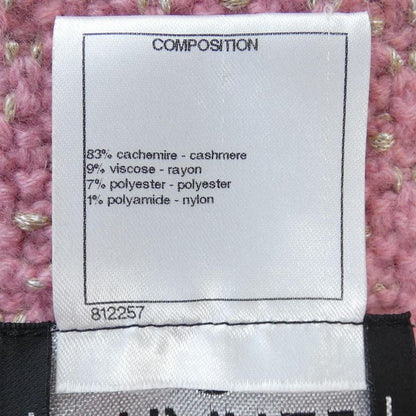 COMPOSITION
83% cachemire - cashmere
9% viscose - rayon
7% polyester - polyester
1% polyamide - nylon
812257